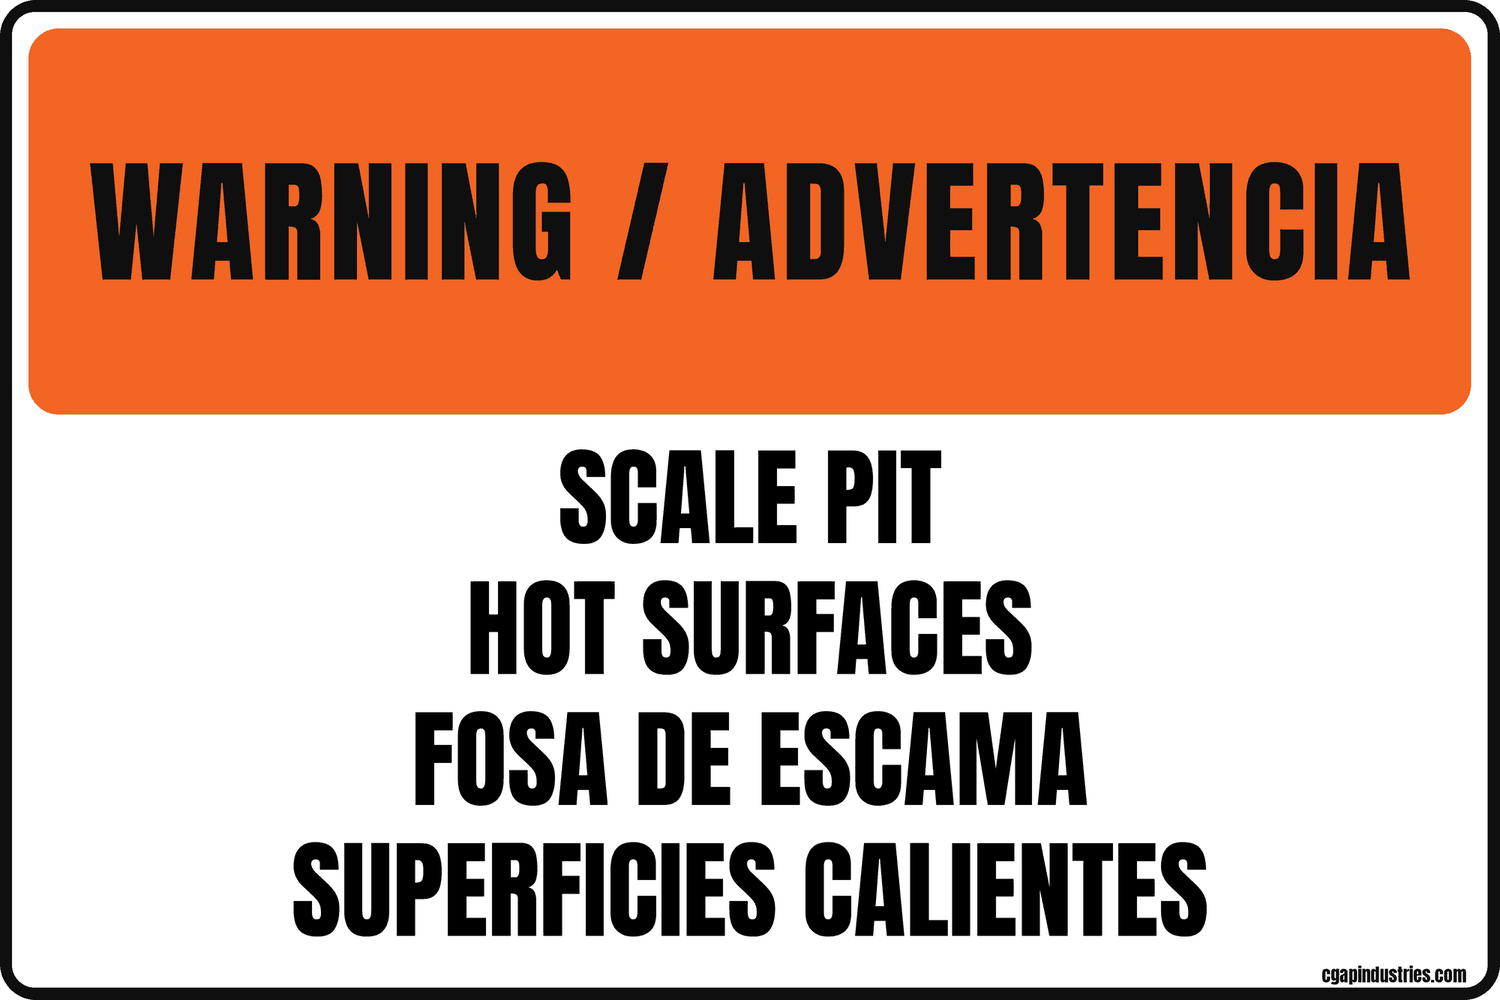 WARNING / ADVERTENCIA
SCALE PIT
HOT SURFACES
FOSA DE ESCAMA
SUPERFICIES CALIENTES
cgapindustries.com